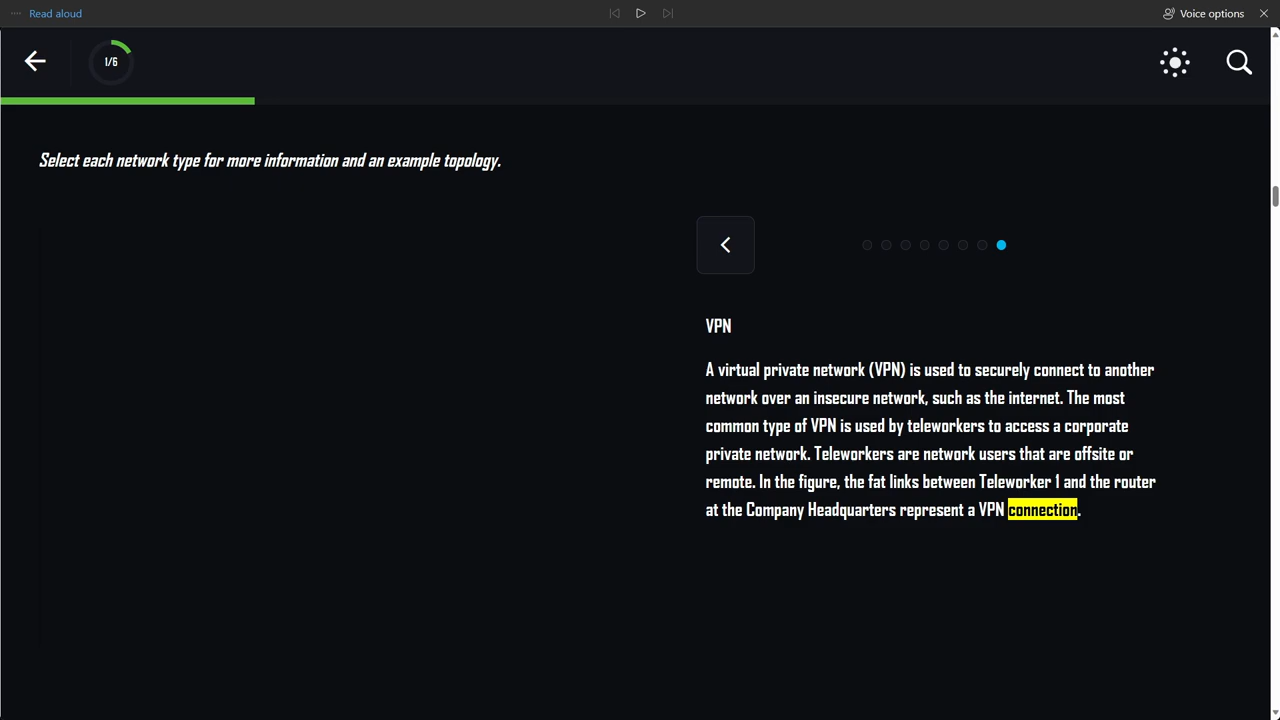 Read aloud
Voice options
1/6
Select each network type for more information and an example topology.
VPN
A virtual private network (VPN) is used to securely connect to another
network over an insecure network, such as the internet. The most
common type of VPN is used by teleworkers to access a corporate
private network. Teleworkers are network users that are offsite or
remote. In the figure, the fat links between Teleworker 1 and the router
at the Company Headquarters represent a VPN connection.